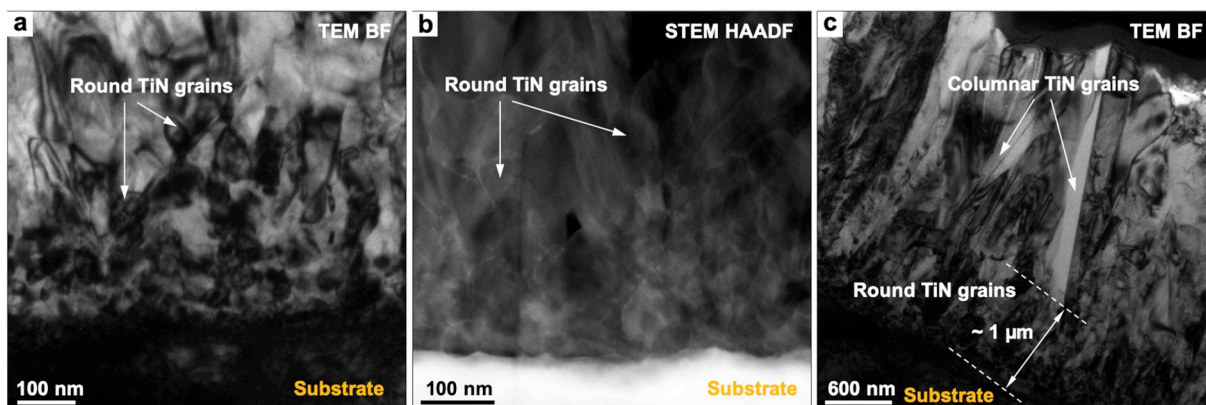 a
TEM BF
Round TiN grains
100 nm
Substrate
b
STEM HAADF
Round TiN grains
100 nm
Substrate
c
TEM BF
Columnar TiN grains
Round TiN grains
~ 1 µm
600 nm
Substrate